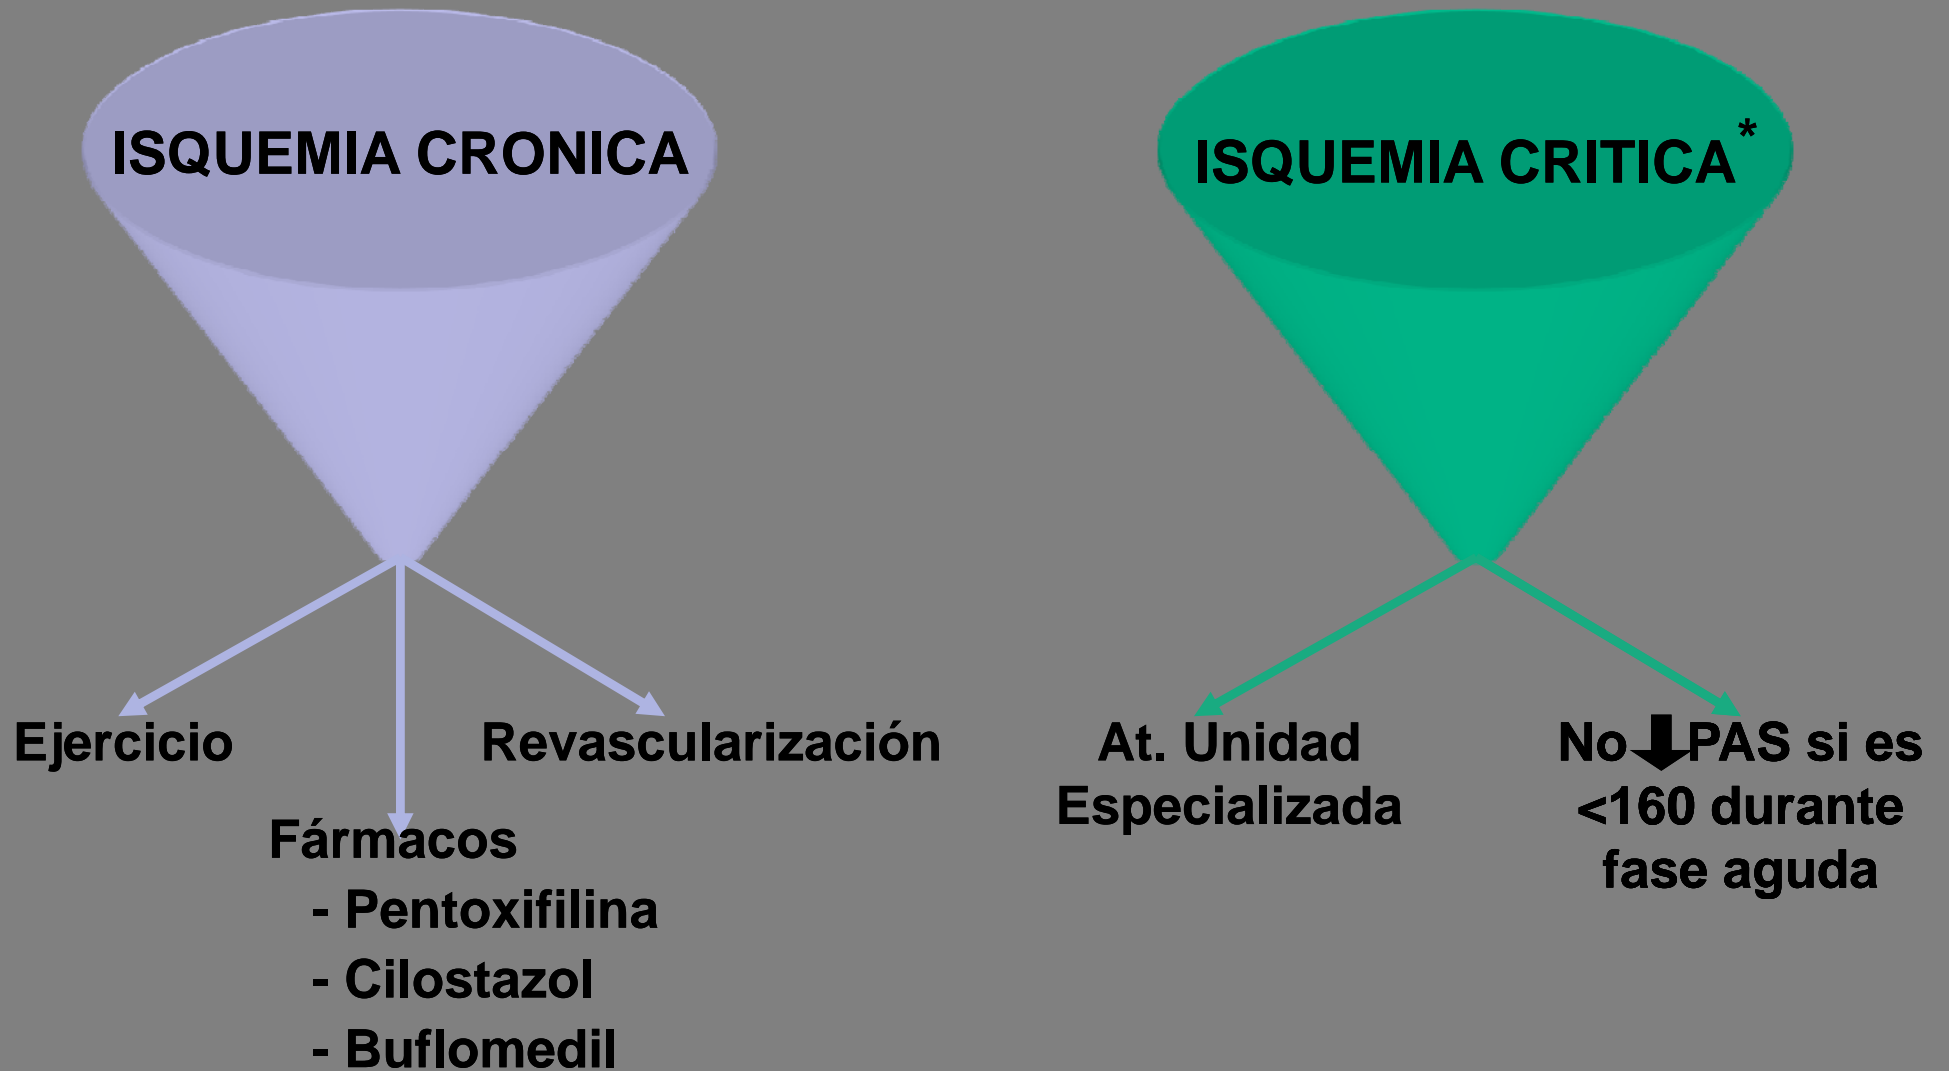 ISQUEMIA CRONICA
Ejercicio
Revascularización
Fármacos
- Pentoxifilina
- Cilostazol
- Buflomedil
ISQUEMIA CRITICA*
At. Unidad
Especializada
No ⬇ PAS si es
<160 durante
fase aguda